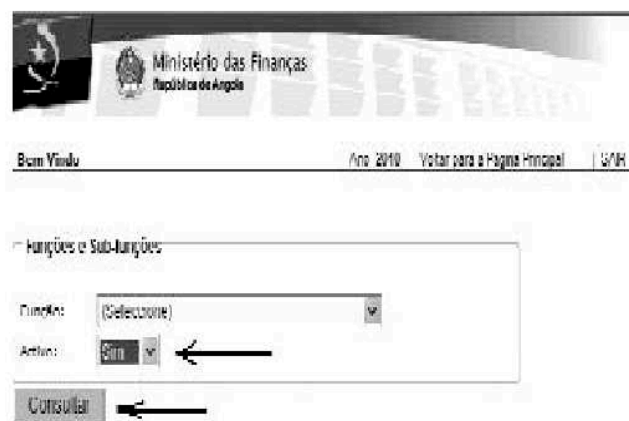 Ministério das Finanças
República de Angola
Bem Vindo Ano 2010 Voltar para a Página Principal | SAIR
Funções e Sub-funções
Função: (Seleccione)
Activo: Sim
Consultar